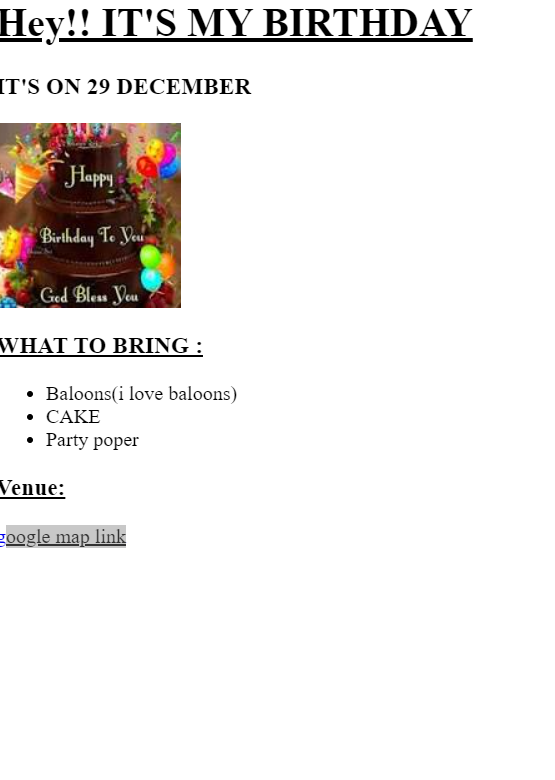 Hey!! IT'S MY BIRTHDAY
IT'S ON 29 DECEMBER
Happy
Birthday To You
God Bless You
WHAT TO BRING :
Baloons(i love baloons)
CAKE
Party poper
Venue:
google map link